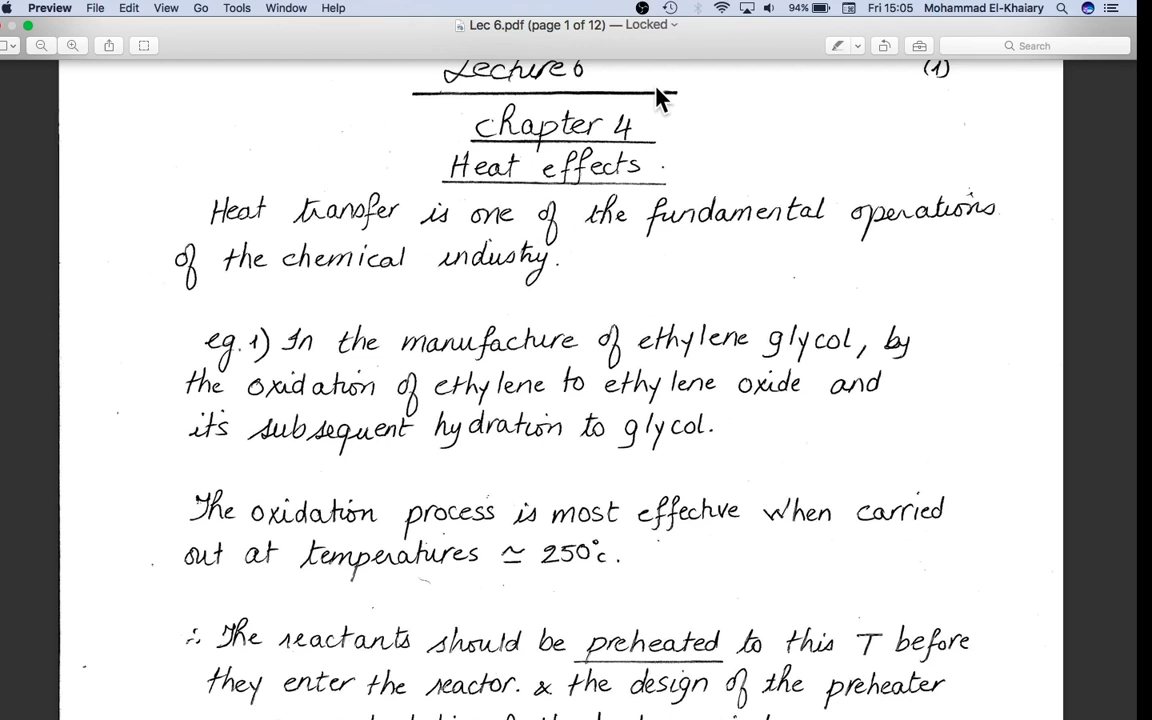 Preview File Edit View Go Tools Window Help 94% Fri 15:05 Mohammad El-Khaiary
Lec 6.pdf (page 1 of 12) — Locked
Search
Lecture 6 (1)
Chapter 4
Heat effects.
Heat transfer is one of the fundamental operations
of the chemical industry.
eg. 1) In the manufacture of ethylene glycol, by
the oxidation of ethylene to ethylene oxide and
its subsequent hydration to glycol.
The oxidation process is most effective when carried
out at temperatures ≃ 250°c.
∴ The reactants should be preheated to this T before
they enter the reactor. & the design of the preheater